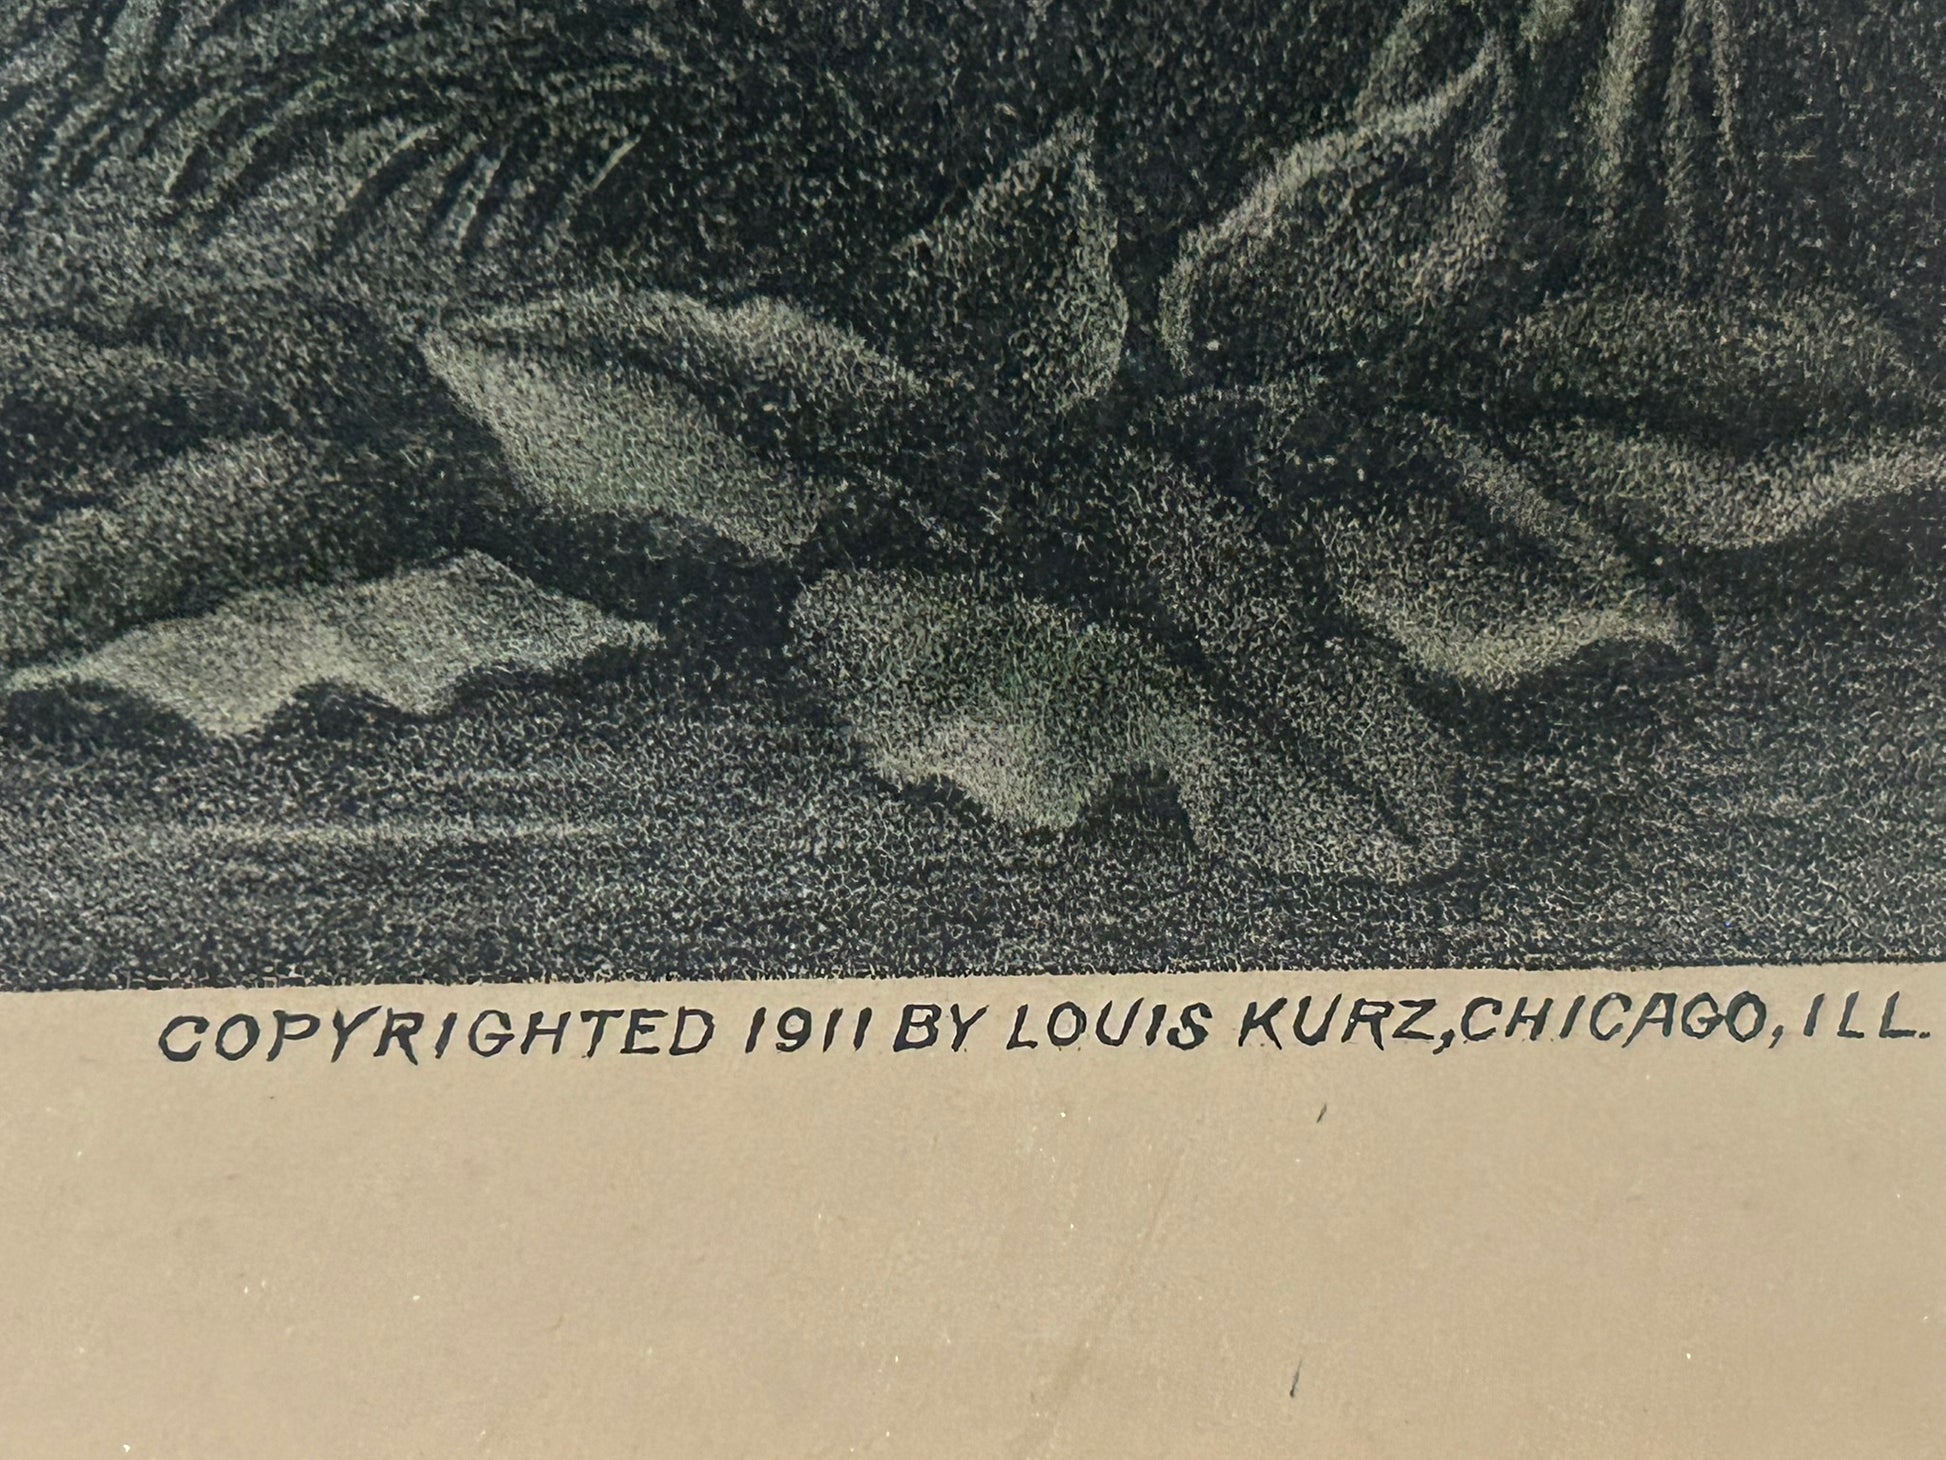 COPYRIGHTED 1911 BY LOUIS KURZ, CHICAGO, ILL.